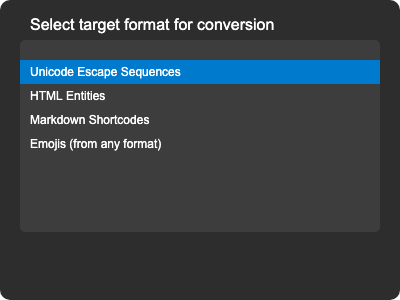 Select target format for conversion
Unicode Escape Sequences
HTML Entities
Markdown Shortcodes
Emojis (from any format)